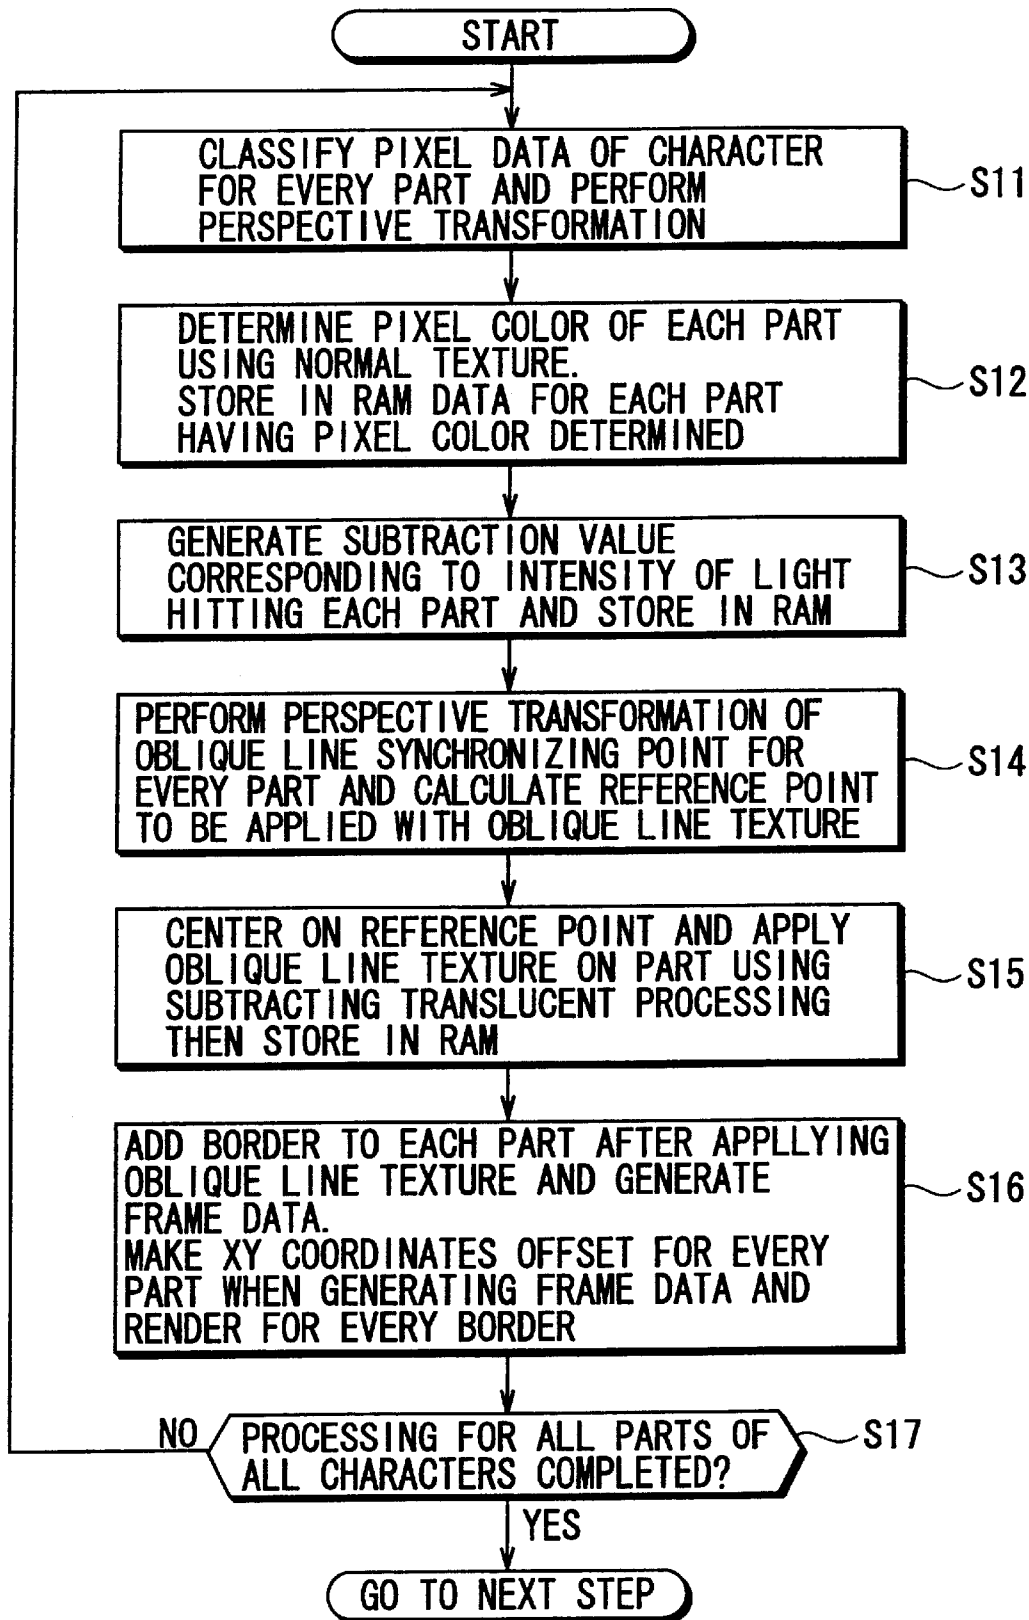 START
CLASSIFY PIXEL DATA OF CHARACTER
FOR EVERY PART AND PERFORM
PERSPECTIVE TRANSFORMATION
S11
DETERMINE PIXEL COLOR OF EACH PART
USING NORMAL TEXTURE.
STORE IN RAM DATA FOR EACH PART
HAVING PIXEL COLOR DETERMINED
S12
GENERATE SUBTRACTION VALUE
CORRESPONDING TO INTENSITY OF LIGHT
HITTING EACH PART AND STORE IN RAM
S13
PERFORM PERSPECTIVE TRANSFORMATION OF
OBLIQUE LINE SYNCHRONIZING POINT FOR
EVERY PART AND CALCULATE REFERENCE POINT
TO BE APPLIED WITH OBLIQUE LINE TEXTURE
S14
CENTER ON REFERENCE POINT AND APPLY
OBLIQUE LINE TEXTURE ON PART USING
SUBTRACTING TRANSLUCENT PROCESSING
THEN STORE IN RAM
S15
ADD BORDER TO EACH PART AFTER APPLLYING
OBLIQUE LINE TEXTURE AND GENERATE
FRAME DATA.
MAKE XY COORDINATES OFFSET FOR EVERY
PART WHEN GENERATING FRAME DATA AND
RENDER FOR EVERY BORDER
S16
NO
PROCESSING FOR ALL PARTS OF
ALL CHARACTERS COMPLETED?
S17
YES
GO TO NEXT STEP